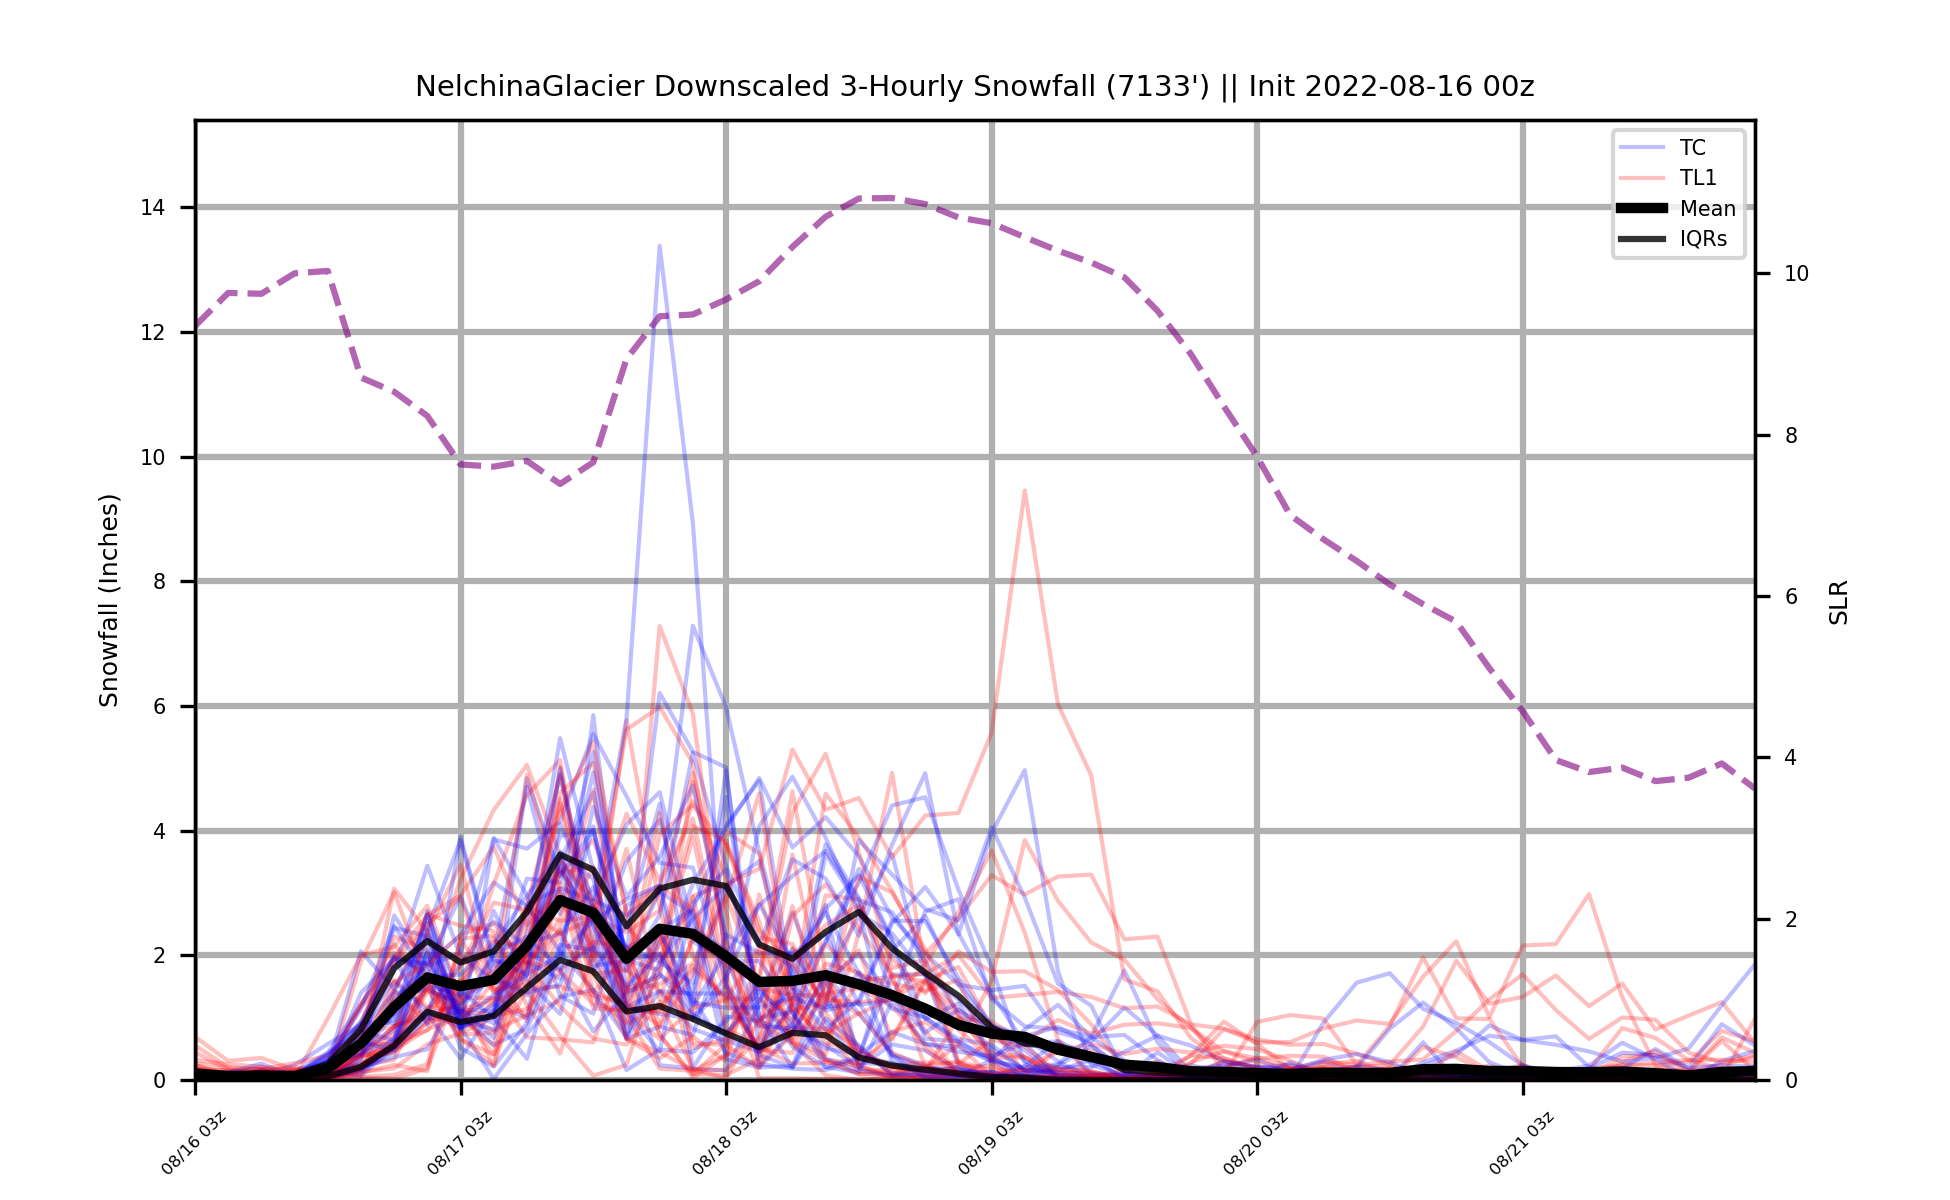 NelchinaGlacier Downscaled 3-Hourly Snowfall (7133') || Init 2022-08-16 00z
TC
TL1
Mean
IQRs
14
12
10
8
6
4
2
0
Snowfall (Inches)
10
8
6
4
2
0
SLR
08/16 03z
08/17 03z
08/18 03z
08/19 03z
08/20 03z
08/21 03z